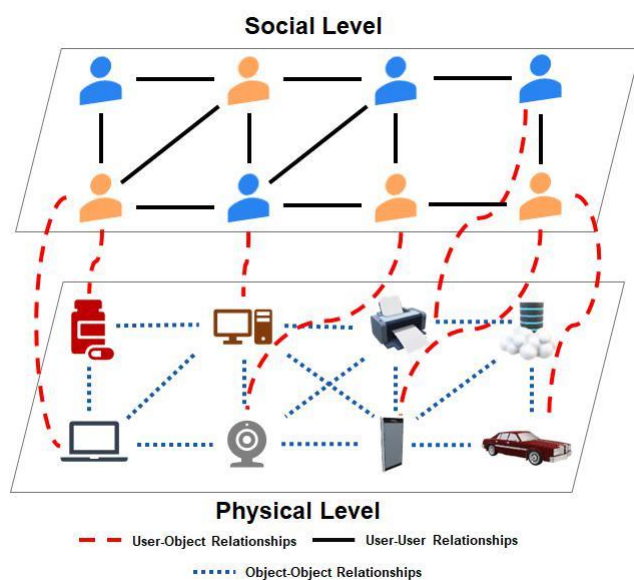 Social Level
Physical Level
User-Object Relationships
User-User Relationships
Object-Object Relationships